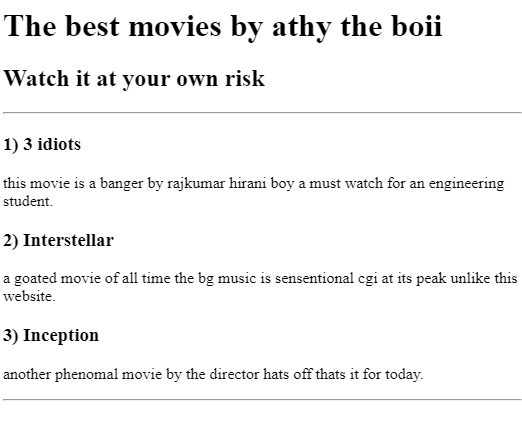 The best movies by athy the boii
Watch it at your own risk
1) 3 idiots
this movie is a banger by rajkumar hirani boy a must watch for an engineering
student.
2) Interstellar
a goated movie of all time the bg music is sensentional cgi at its peak unlike this
website.
3) Inception
another phenomal movie by the director hats off thats it for today.